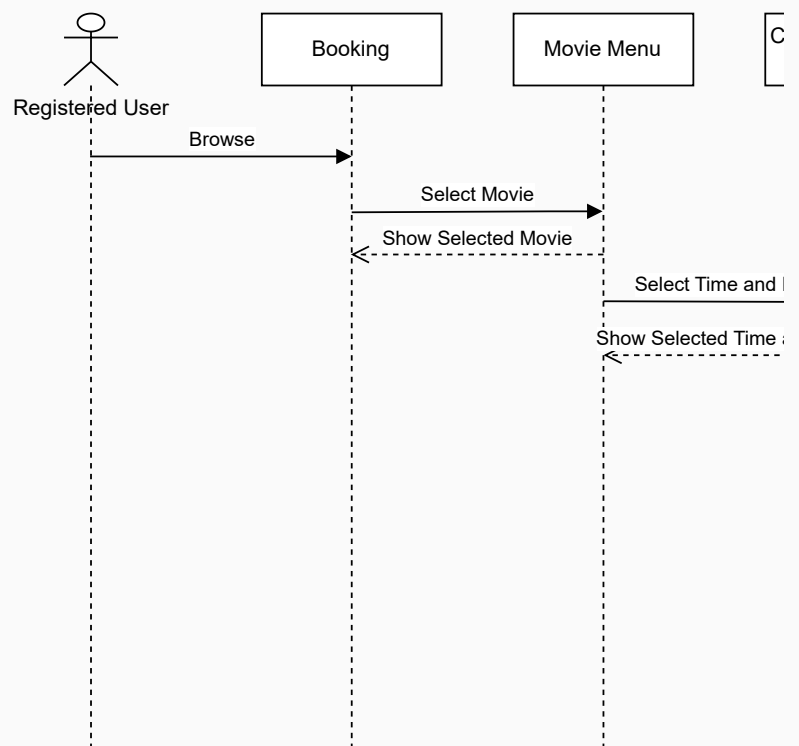 Booking
Movie Menu
C
Registered User
Browse
Select Movie
Show Selected Movie
Select Time and
Show Selected Time